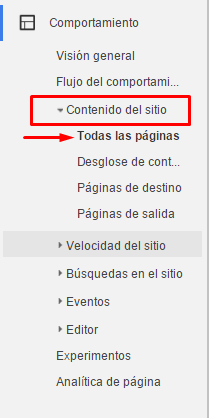 Comportamiento
Visión general
Flujo del comportami...
Contenido del sitio
Todas las páginas
Desglose de cont...
Páginas de destino
Páginas de salida
Velocidad del sitio
Búsquedas en el sitio
Eventos
Editor
Experimentos
Analítica de página